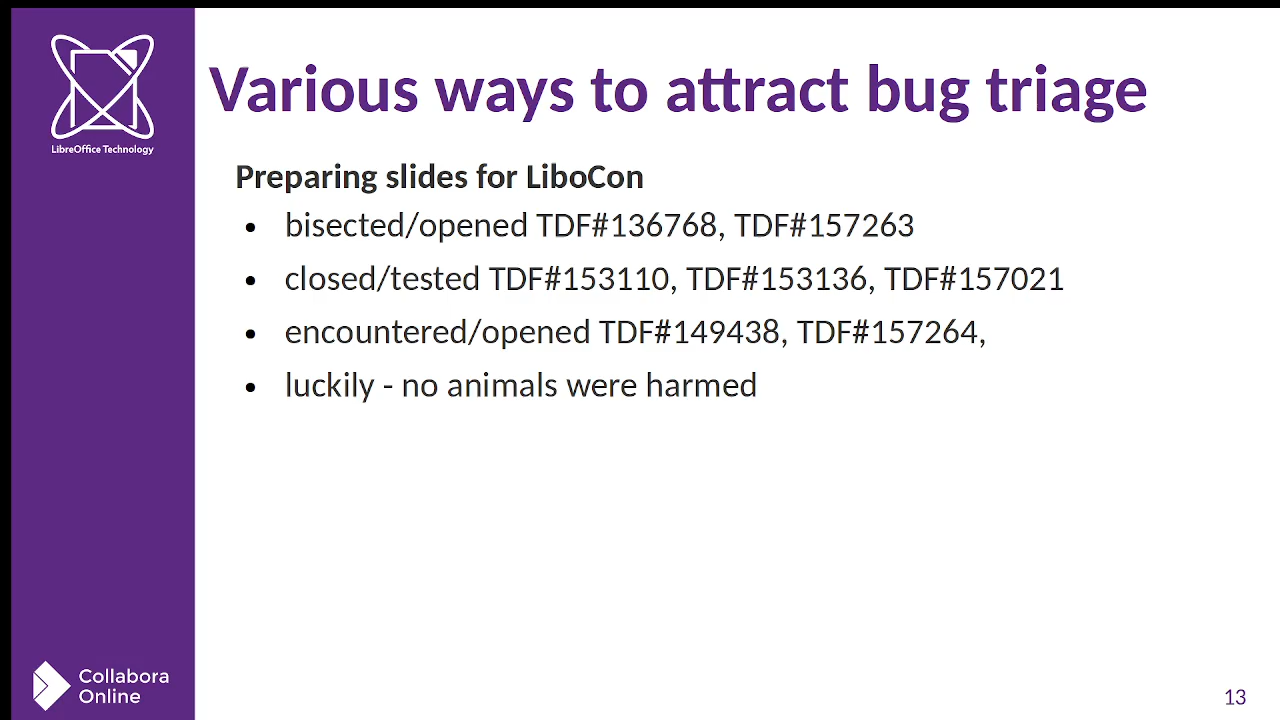 LibreOffice Technology
Various ways to attract bug triage
Preparing slides for LiboCon
• bisected/opened TDF#136768, TDF#157263
• closed/tested TDF#153110, TDF#153136, TDF#157021
• encountered/opened TDF#149438, TDF#157264,
• luckily - no animals were harmed
Collabora
Online
13